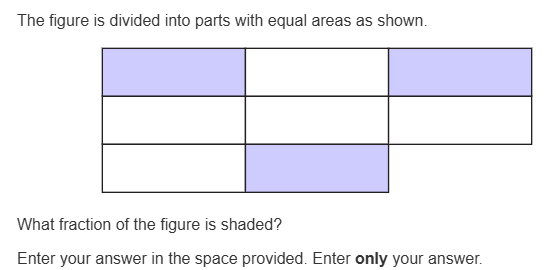 The figure is divided into parts with equal areas as shown.
What fraction of the figure is shaded?
Enter your answer in the space provided. Enter only your answer.